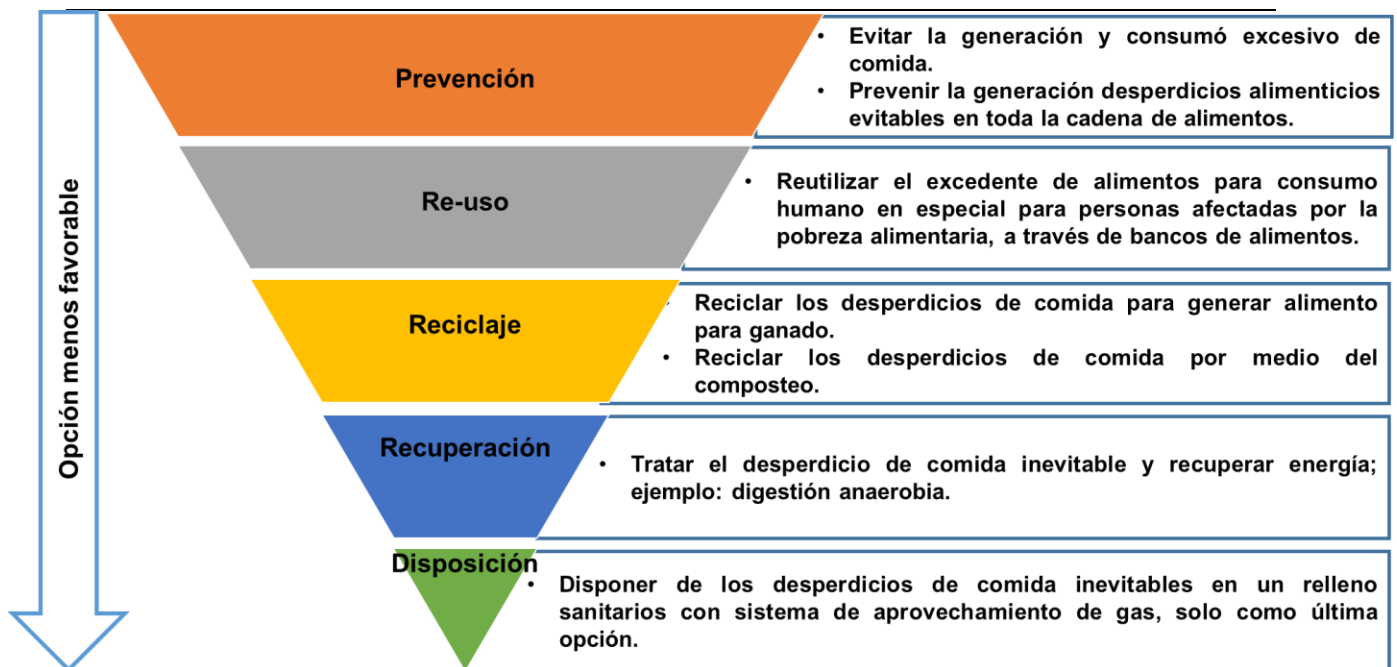 Opción menos favorable
Prevención
• Evitar la generación y consumó excesivo de
comida.
• Prevenir la generación desperdicios alimenticios
evitables en toda la cadena de alimentos.
Re-uso
• Reutilizar el excedente de alimentos para consumo
humano en especial para personas afectadas por la
pobreza alimentaria, a través de bancos de alimentos.
Reciclaje
• Reciclar los desperdicios de comida para generar alimento
para ganado.
• Reciclar los desperdicios de comida por medio del
composteo.
Recuperación
• Tratar el desperdicio de comida inevitable y recuperar energía;
ejemplo: digestión anaerobia.
Disposición
• Disponer de los desperdicios de comida inevitables en un relleno
sanitarios con sistema de aprovechamiento de gas, solo como última
opción.